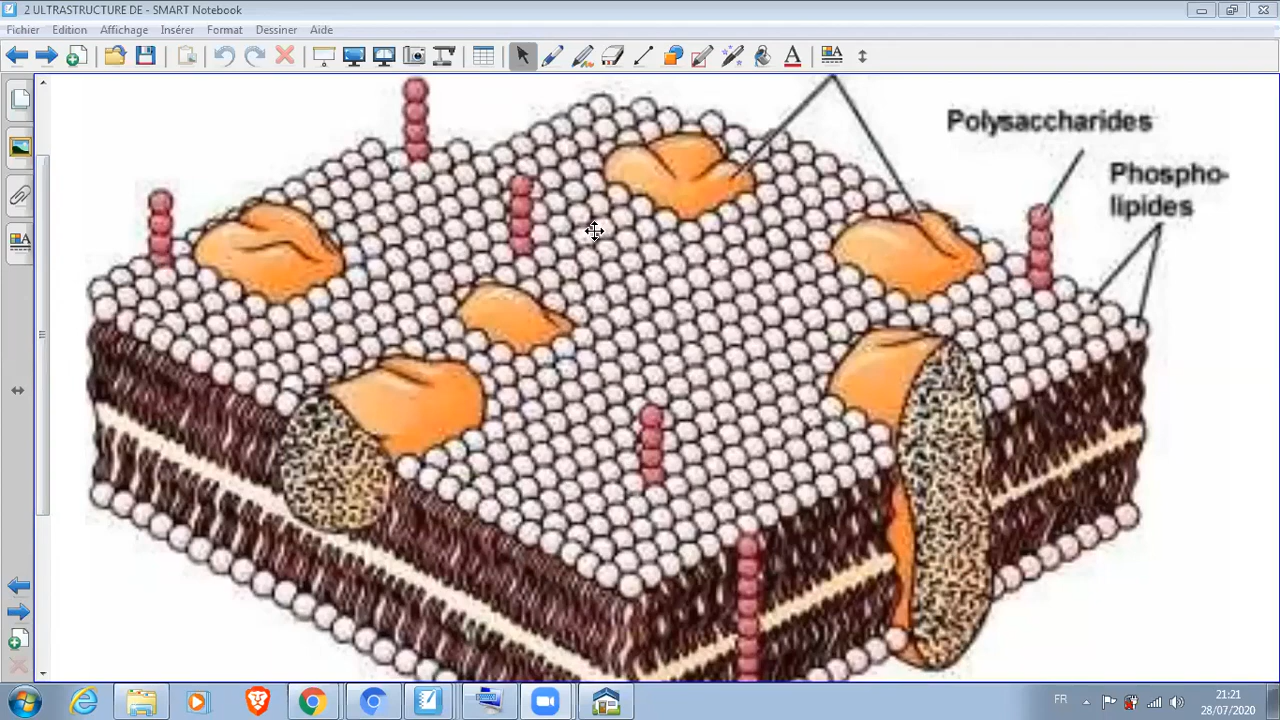 2 ULTRASTRUCTURE DE - SMART Notebook
Fichier Edition Affichage Insérer Format Dessiner Aide
Polysaccharides
Phospho-
lipides
FR
21:21
28/07/2020